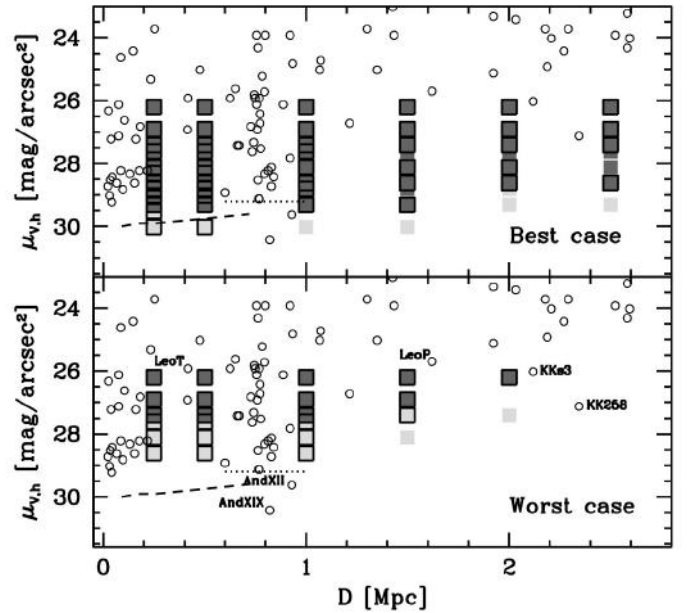 24
26
28
30
μV,h [mag/arcsec²]
Best case
24
26
28
30
μV,h [mag/arcsec²]
LeoT
LeoP
KKs3
KK258
AndXII
AndXIX
Worst case
0
1
2
D [Mpc]